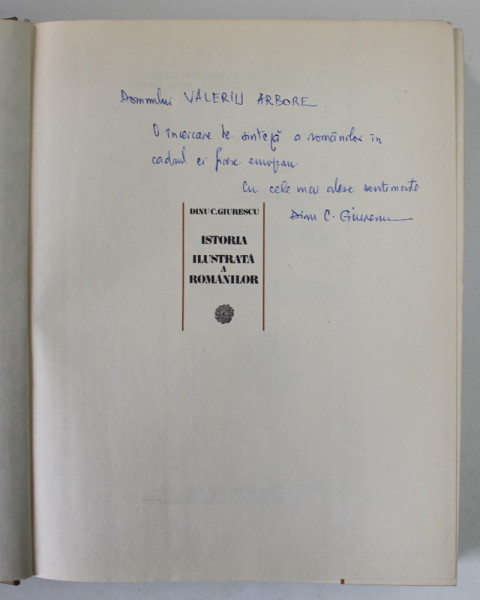 Domnului VALERIU ARBORE
O încercare de sinteză a românilor în
cadrul ei firesc european
Cu cele mai alese sentimente
Dinu C. Giurescu
DINU C. GIURESCU
ISTORIA
ILUSTRATĂ
A
ROMÂNILOR